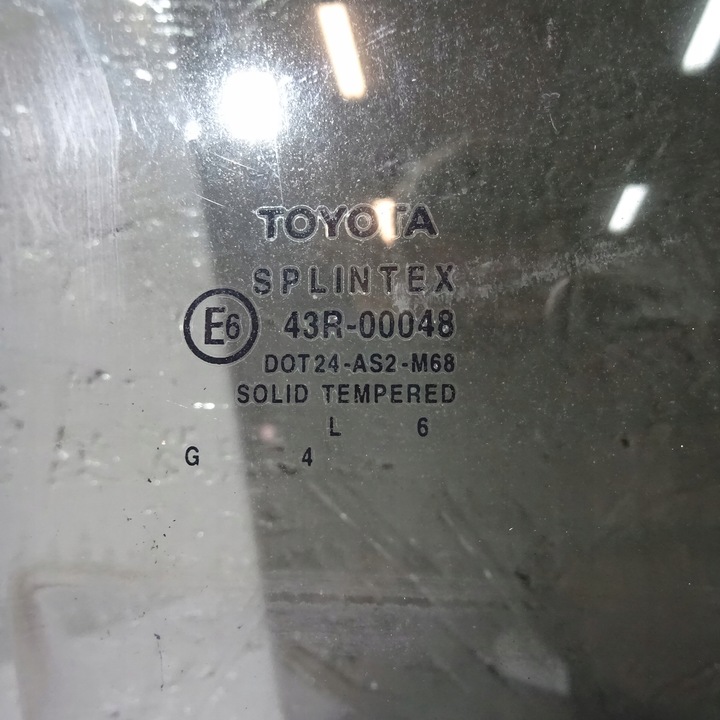 TOYOTA
SPLINTEX
E6 43R-00048
DOT24-AS2-M68
SOLID TEMPERED
L 6
G 4